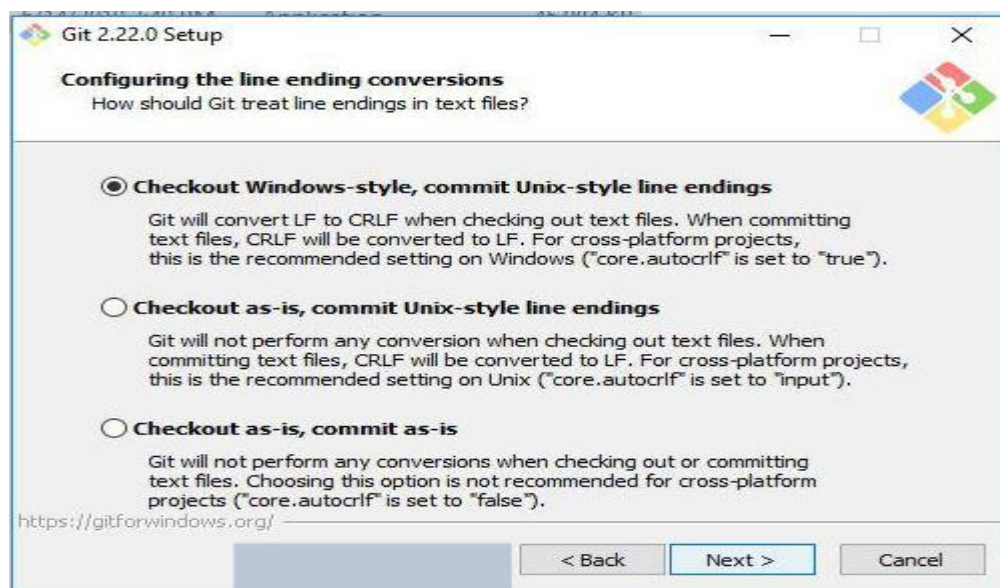 Git 2.22.0 Setup
Configuring the line ending conversions
How should Git treat line endings in text files?
Checkout Windows-style, commit Unix-style line endings
Git will convert LF to CRLF when checking out text files. When committing
text files, CRLF will be converted to LF. For cross-platform projects,
this is the recommended setting on Windows ("core.autocrlf" is set to "true").
Checkout as-is, commit Unix-style line endings
Git will not perform any conversion when checking out text files. When
committing text files, CRLF will be converted to LF. For cross-platform projects,
this is the recommended setting on Unix ("core.autocrlf" is set to "input").
Checkout as-is, commit as-is
Git will not perform any conversions when checking out or committing
text files. Choosing this option is not recommended for cross-platform
projects ("core.autocrlf" is set to "false").
https://gitforwindows.org/
< Back Next > Cancel